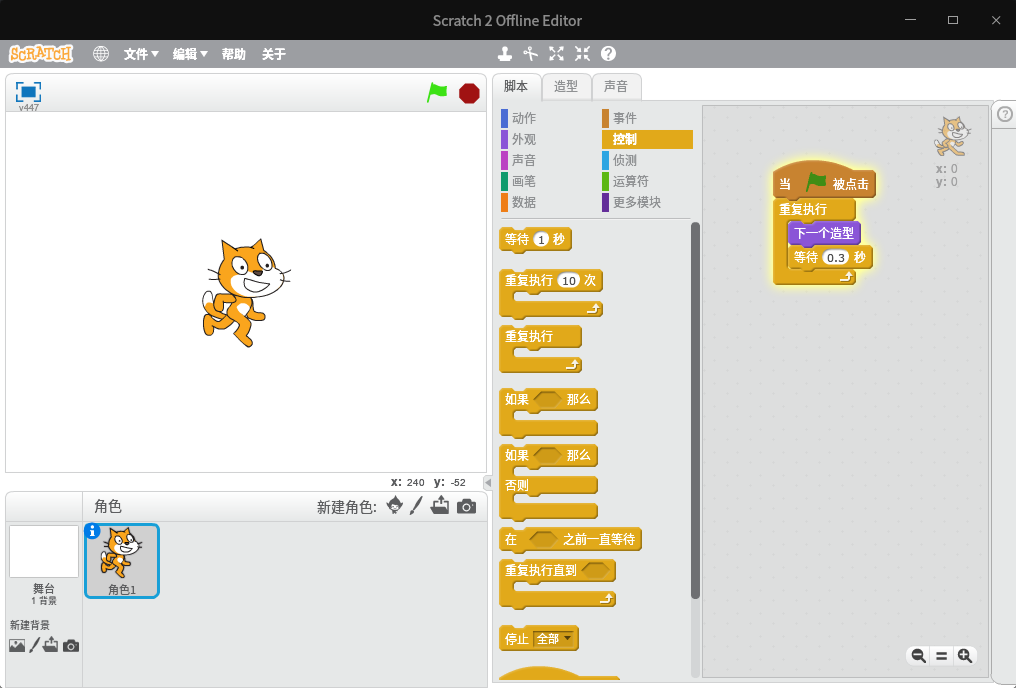 Scratch 2 Offline Editor
SCRATCH 文件 编辑 帮助 关于
v447
脚本 造型 声音
动作 事件
外观 控制
声音 侦测
画笔 运算符
数据 更多模块
等待 1 秒
重复执行 10 次
重复执行
如果 那么
如果 那么
否则
在 之前一直等待
重复执行直到
停止 全部
当 被点击
重复执行
下一个造型
等待 0.3 秒
x: 0
y: 0
x: 240 y: -52
角色 新建角色:
舞台
1 背景
新建背景
角色1